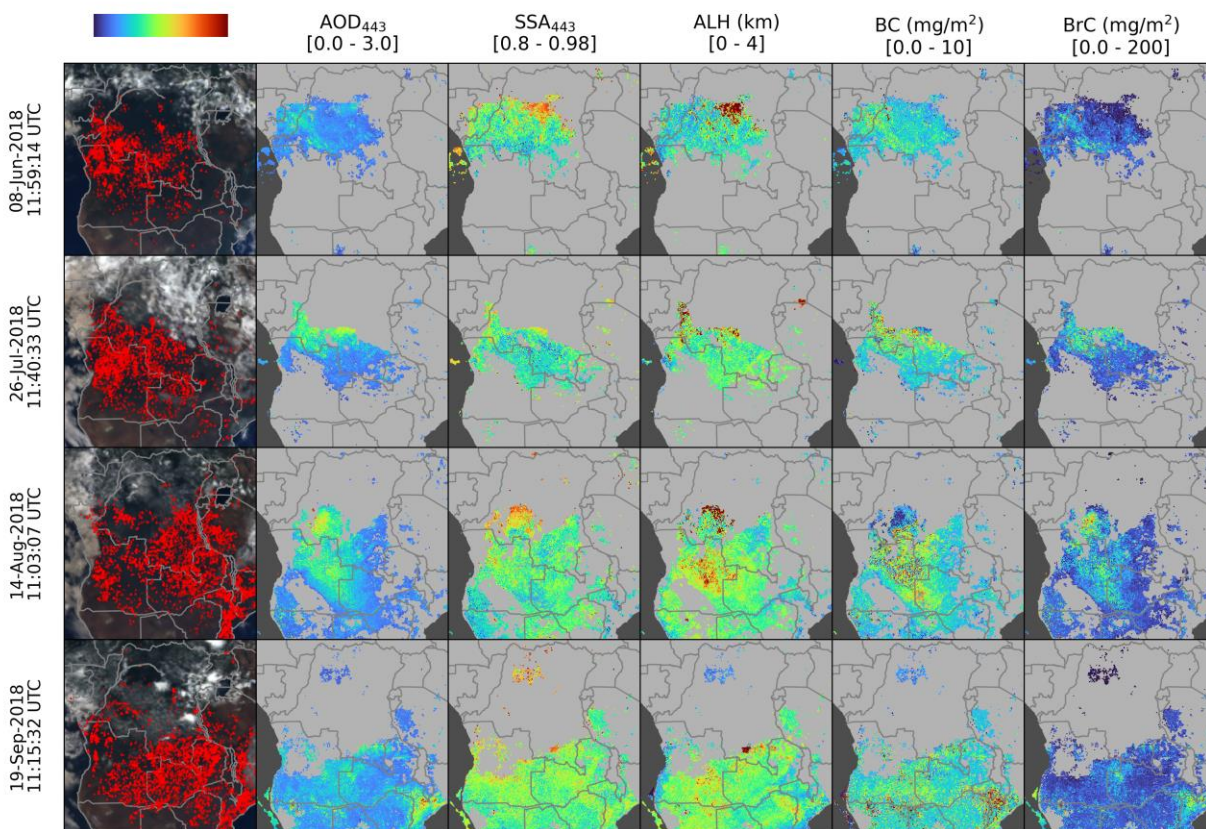 AOD₄₄₃ SSA₄₄₃ ALH (km) BC (mg/m²) BrC (mg/m²)
[0.0 - 3.0] [0.8 - 0.98] [0 - 4] [0.0 - 10] [0.0 - 200]
08-Jun-2018
11:59:14 UTC
26-Jul-2018
11:40:33 UTC
14-Aug-2018
11:03:07 UTC
19-Sep-2018
11:15:32 UTC